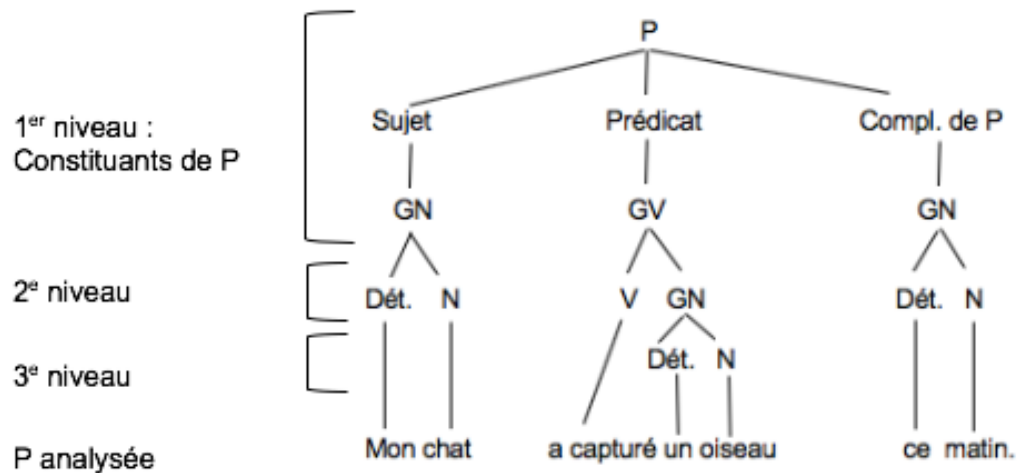 P
1er niveau :
Constituants de P
Sujet Prédicat Compl. de P
GN GV GN
2e niveau
Dét. N V GN Dét. N
3e niveau
Dét. N
P analysée
Mon chat a capturé un oiseau ce matin.